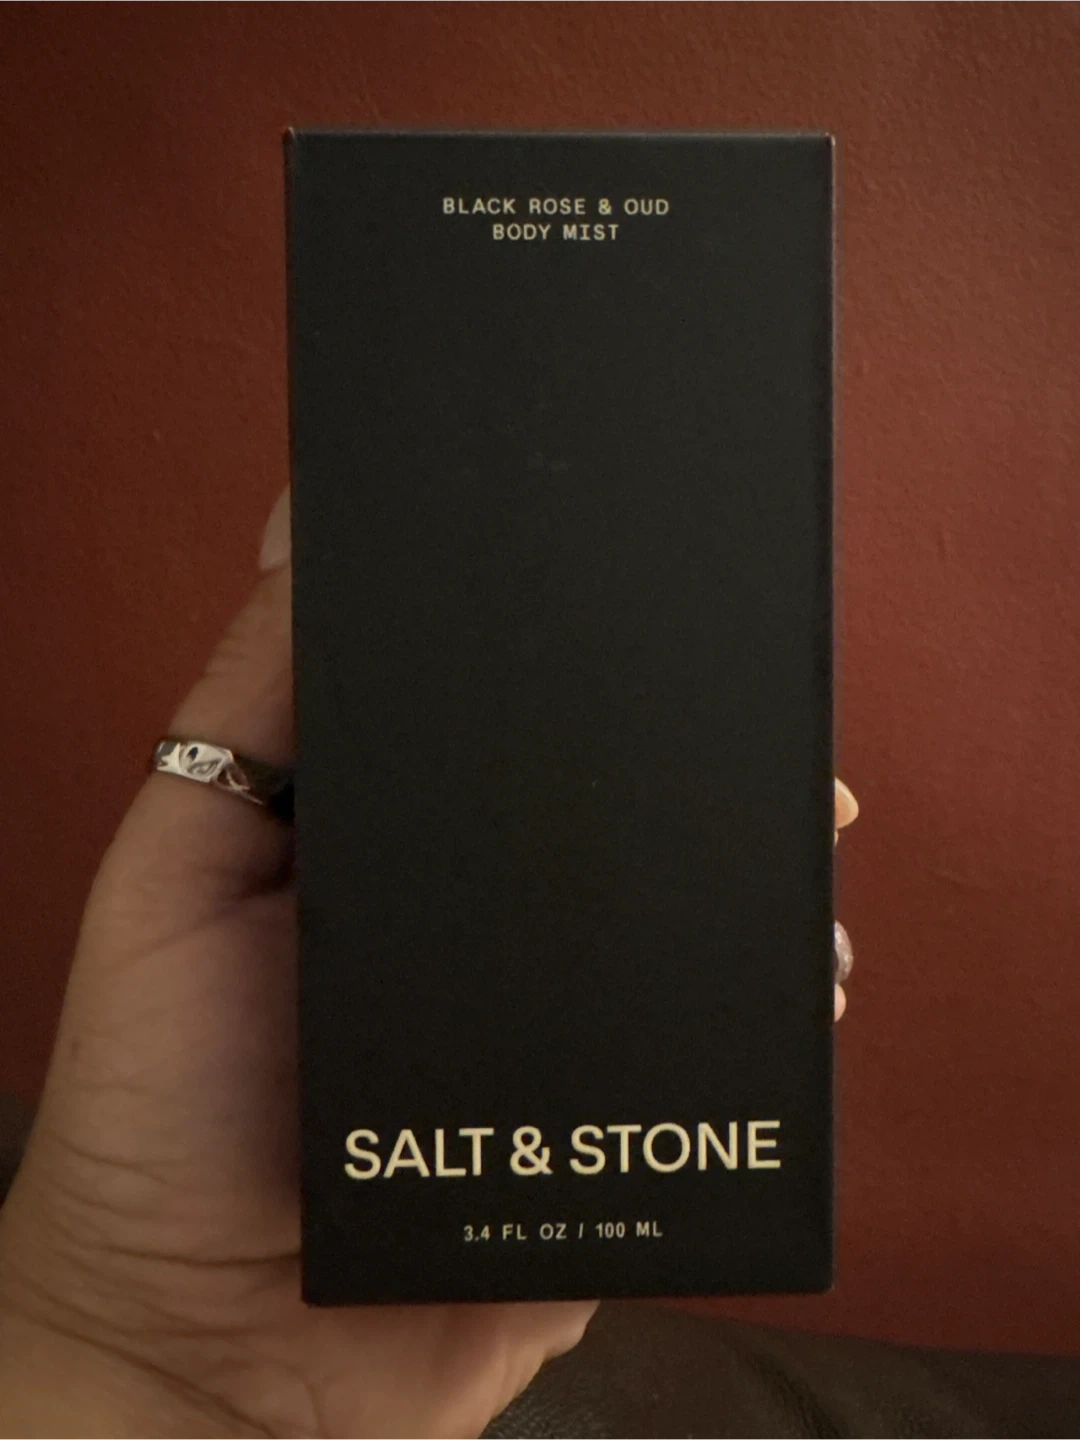 BLACK ROSE & OUD
BODY MIST
SALT & STONE
3.4 FL OZ / 100 ML